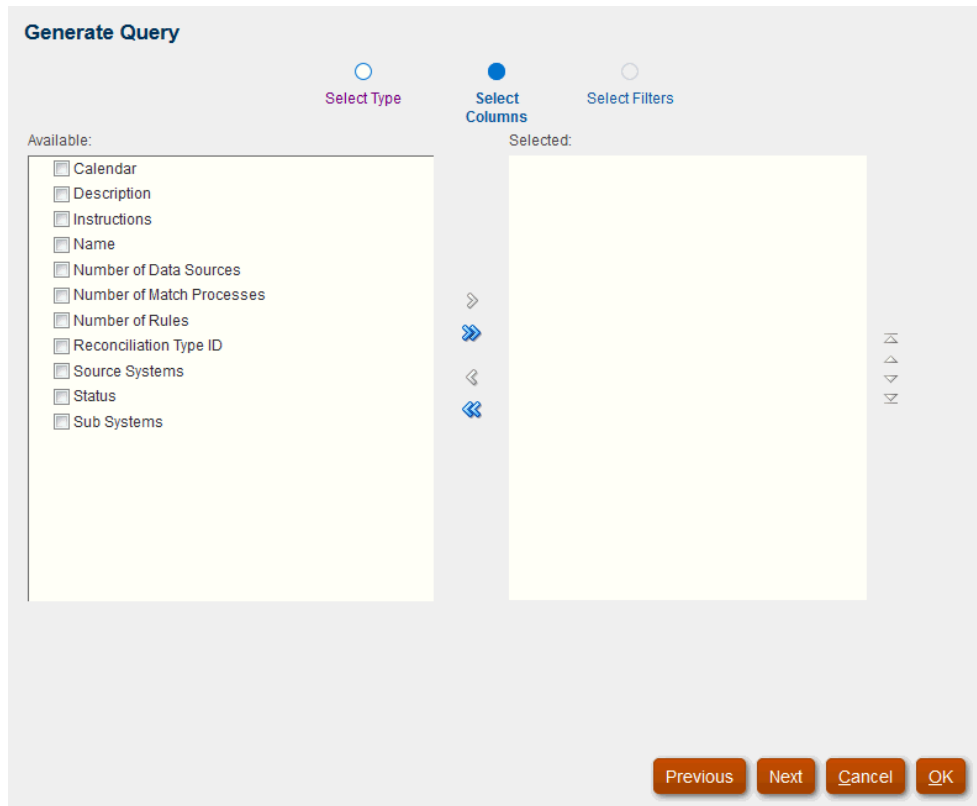 Generate Query
Select Type
Select
Columns
Select Filters
Available:
Selected:
Calendar
Description
Instructions
Name
Number of Data Sources
Number of Match Processes
Number of Rules
Reconciliation Type ID
Source Systems
Status
Sub Systems
Previous
Next
Cancel
OK